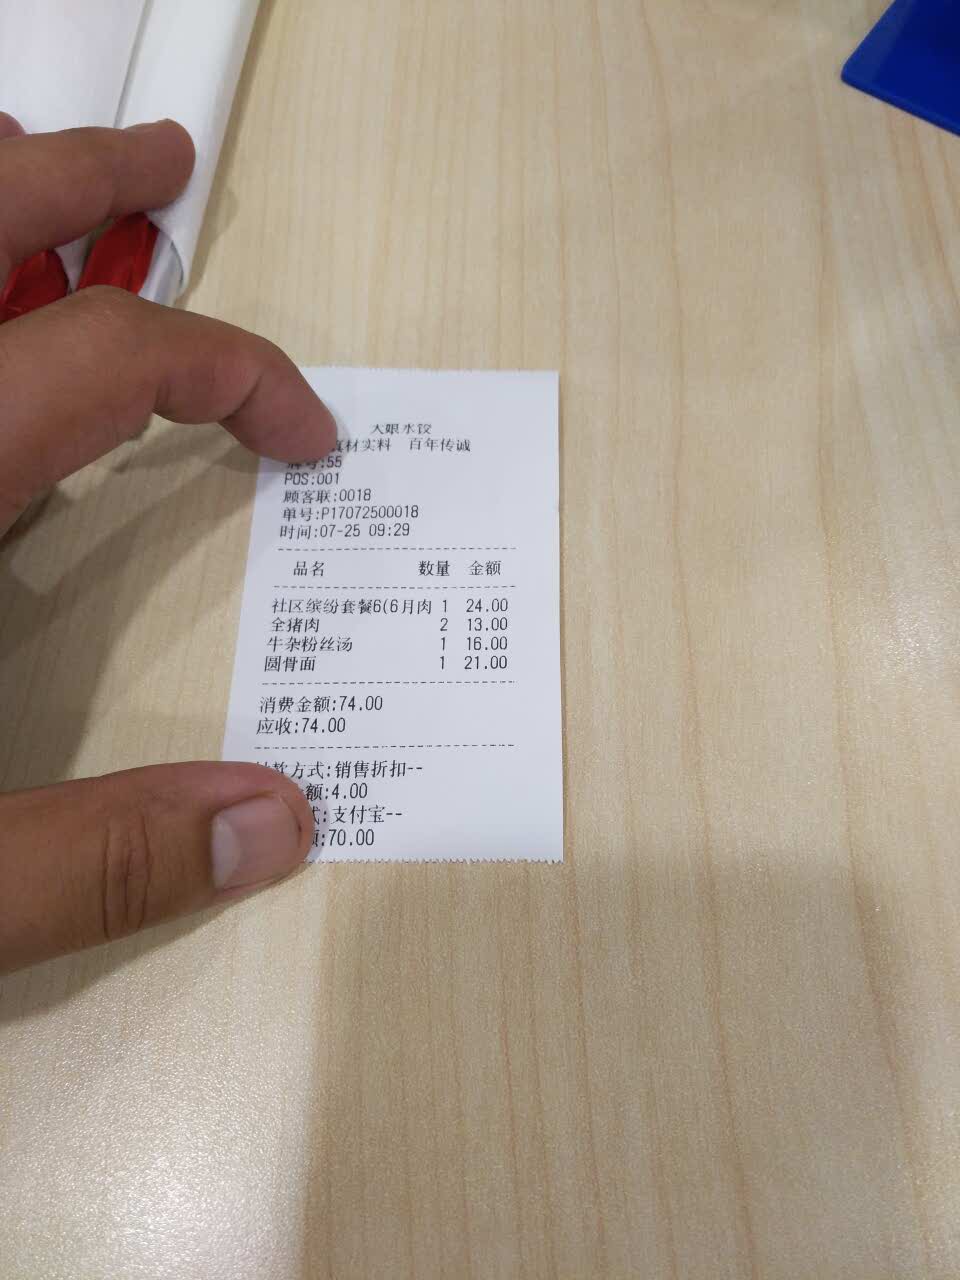 大娘水饺
真材实料 百年传诚
牌号:55
POS:001
顾客联:0018
单号:P17072500018
时间:07-25 09:29
品名 数量 金额
社区缤纷套餐6(6月肉 1 24.00
全猪肉 2 13.00
牛杂粉丝汤 1 16.00
圆骨面 1 21.00
消费金额:74.00
应收:74.00
付款方式:销售折扣--
额:4.00
式:支付宝--
额:70.00